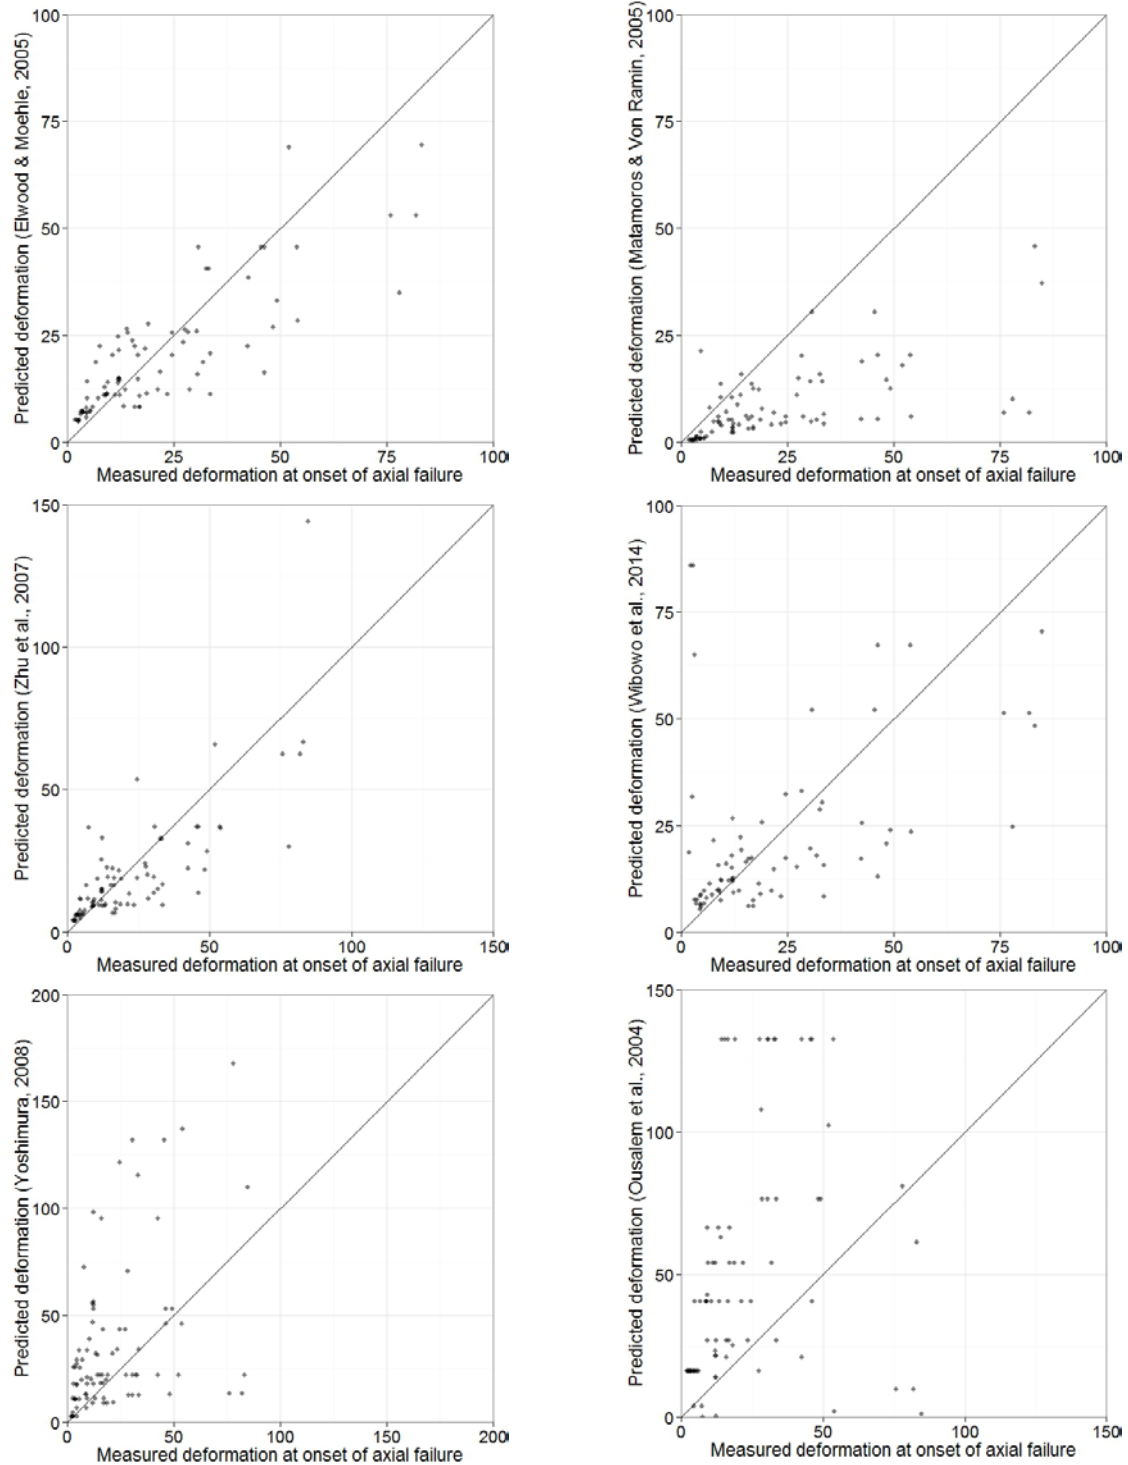 Predicted deformation (Elwood & Moehle, 2005)
100
75
50
25
0
0 25 50 75 100
Measured deformation at onset of axial failure
Predicted deformation (Matamoros & Von Ramin, 2005)
100
75
50
25
0
0 25 50 75 100
Measured deformation at onset of axial failure
Predicted deformation (Zhu et al., 2007)
150
100
50
0
0 50 100 150
Measured deformation at onset of axial failure
Predicted deformation (Wibowo et al., 2014)
100
75
50
25
0
0 25 50 75 100
Measured deformation at onset of axial failure
Predicted deformation (Yoshimura, 2008)
200
150
100
50
0
0 50 100 150 200
Measured deformation at onset of axial failure
Predicted deformation (Ousalem et al., 2004)
150
100
50
0
0 50 100 150
Measured deformation at onset of axial failure